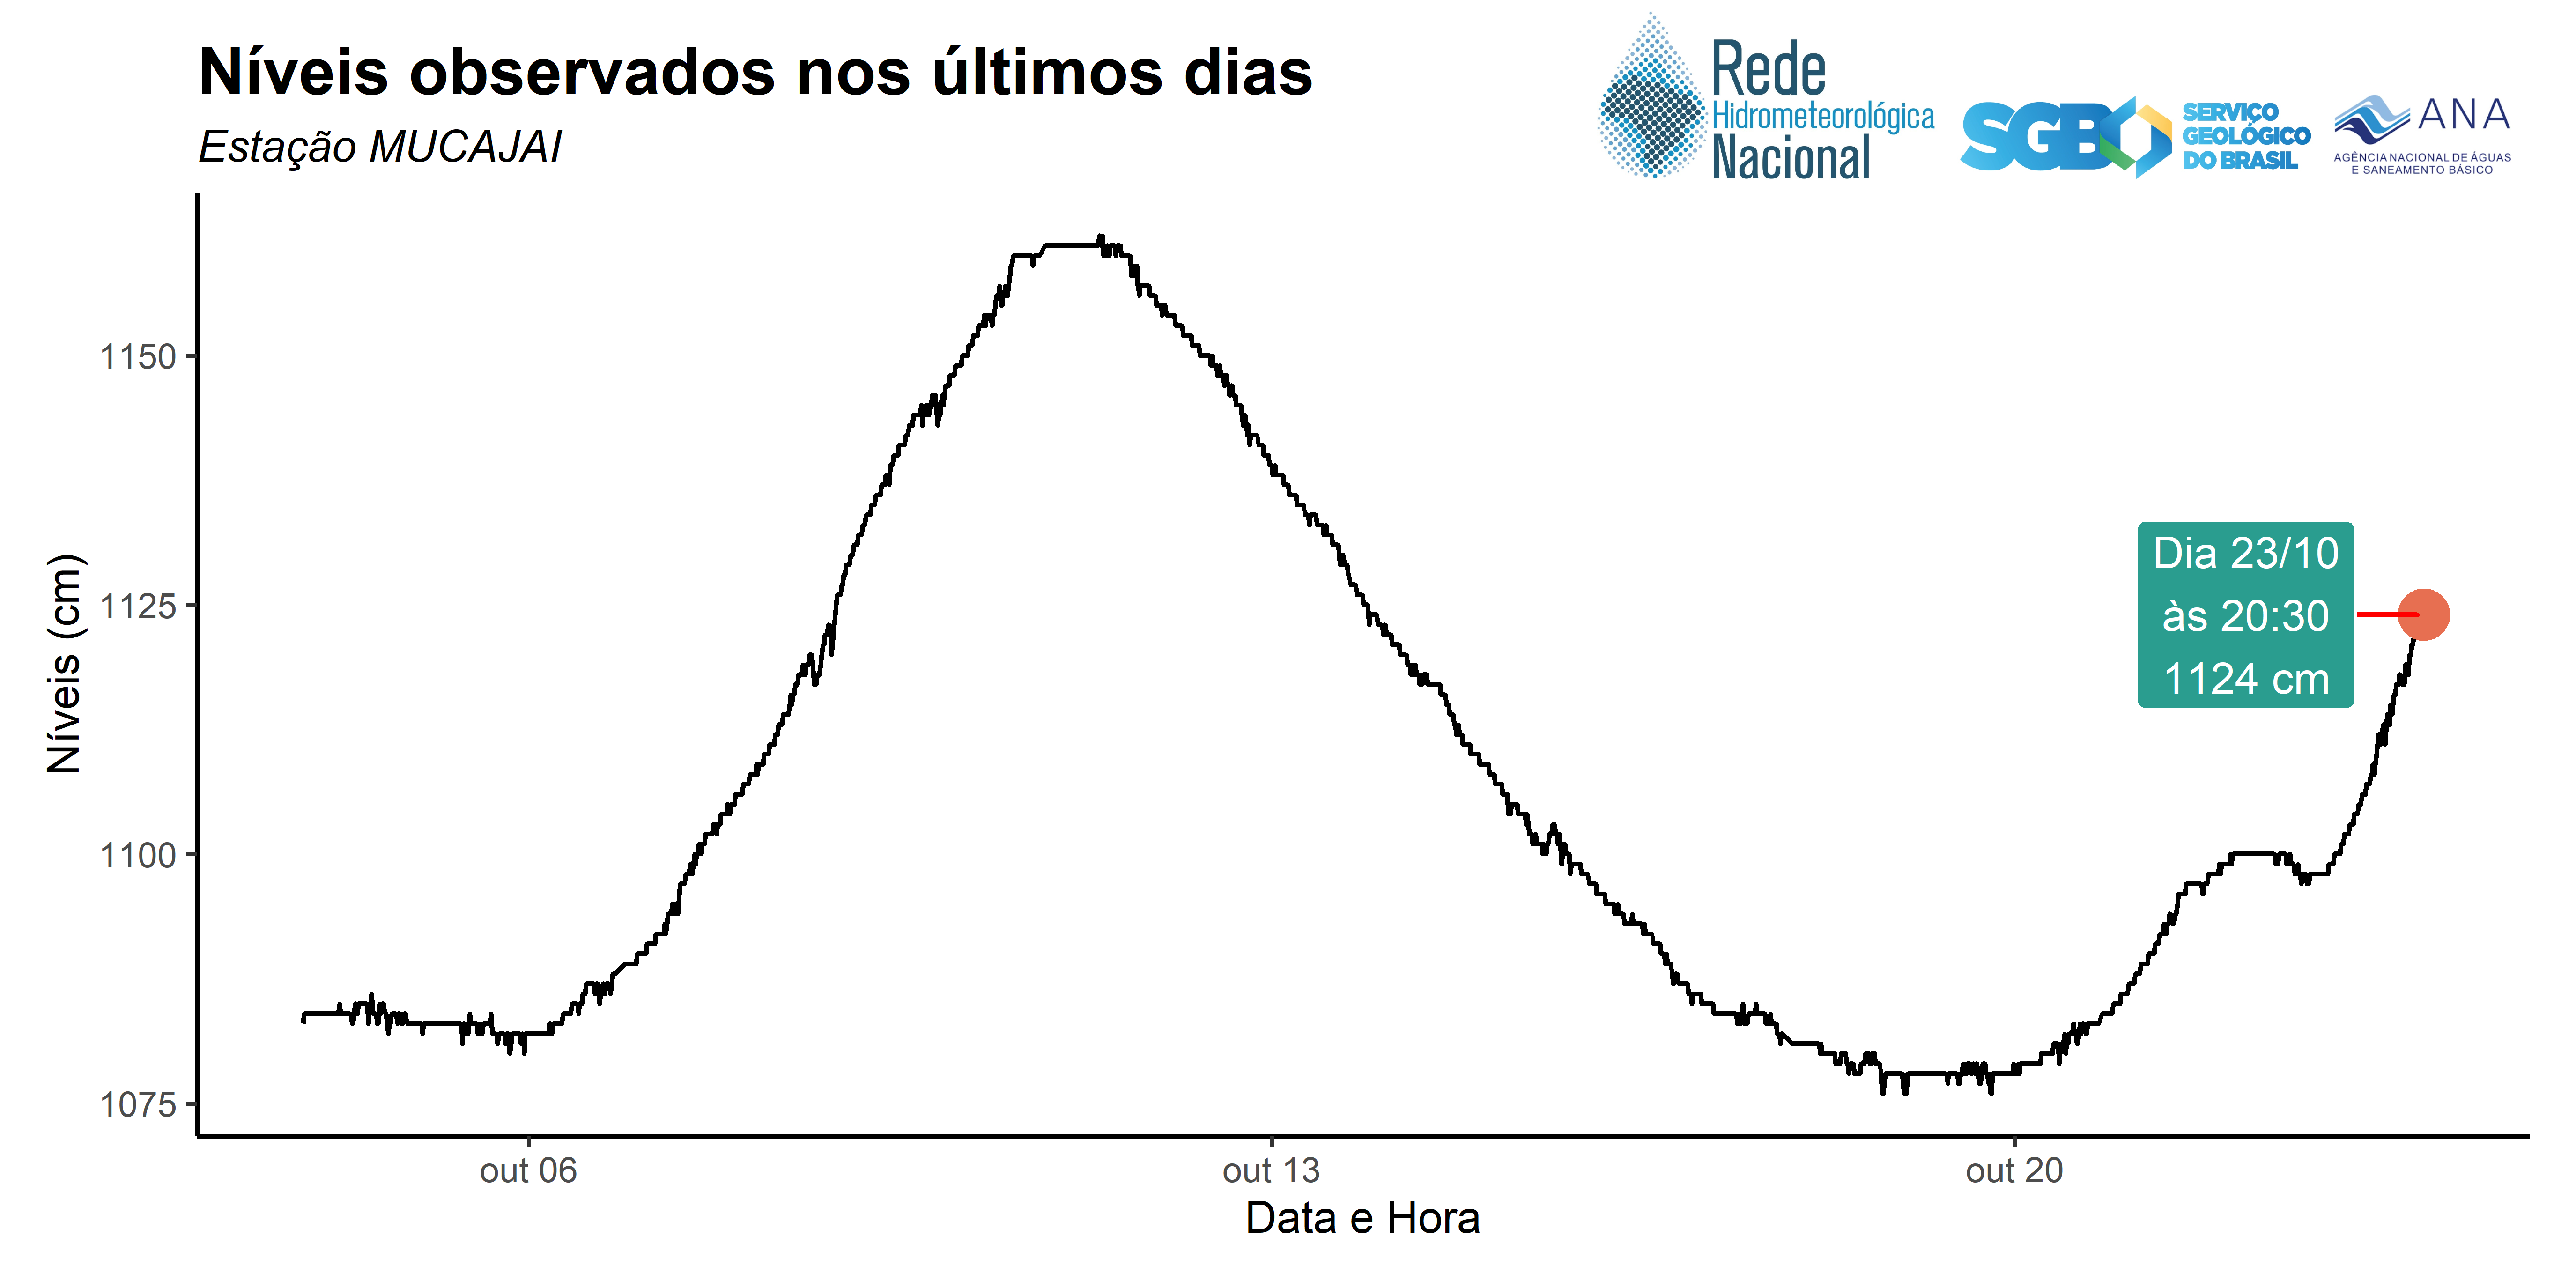 Níveis observados nos últimos dias
Estação MUCAJAI
Rede
Hidrometeorológica
Nacional
SGB
SERVIÇO
GEOLÓGICO
DO BRASIL
ANA
AGÊNCIA NACIONAL DE ÁGUAS
E SANEAMENTO BÁSICO
Níveis (cm)
1150
1125
1100
1075
Dia 23/10
às 20:30
1124 cm
out 06
out 13
out 20
Data e Hora